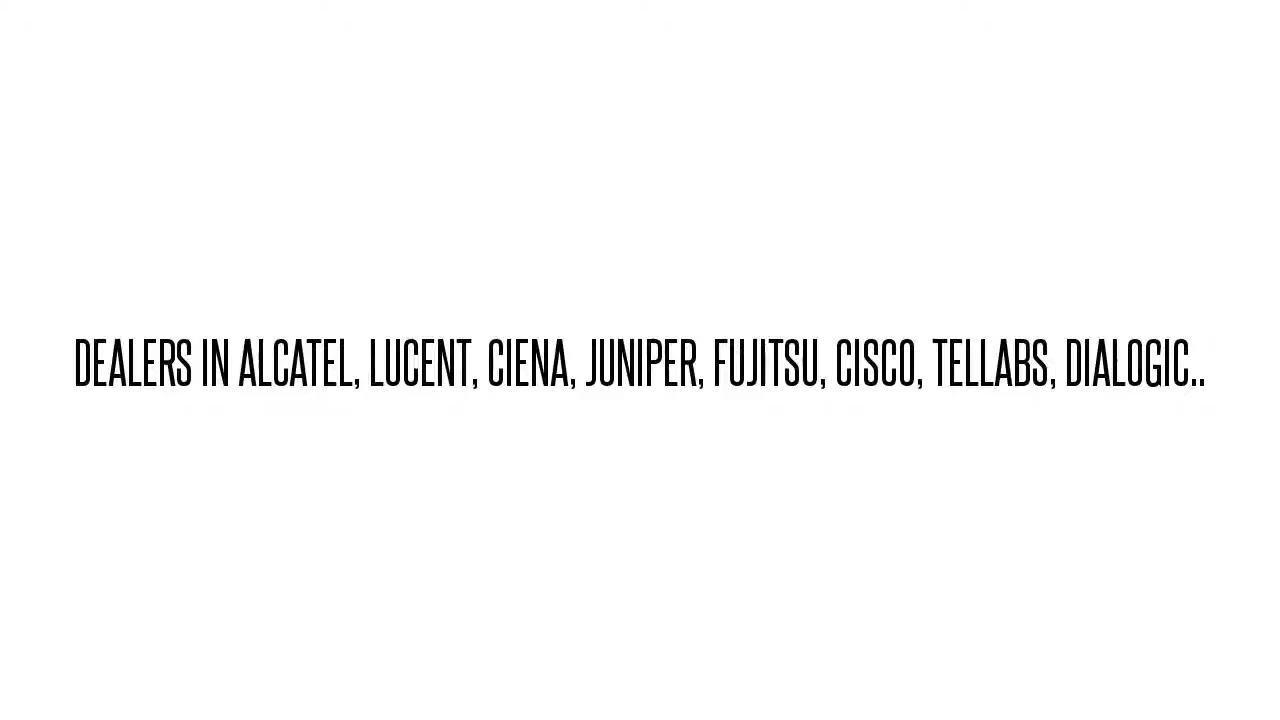 DEALERS IN ALCATEL, LUCENT, CIENA, JUNIPER, FUJITSU, CISCO, TELLABS, DIALOGIC..